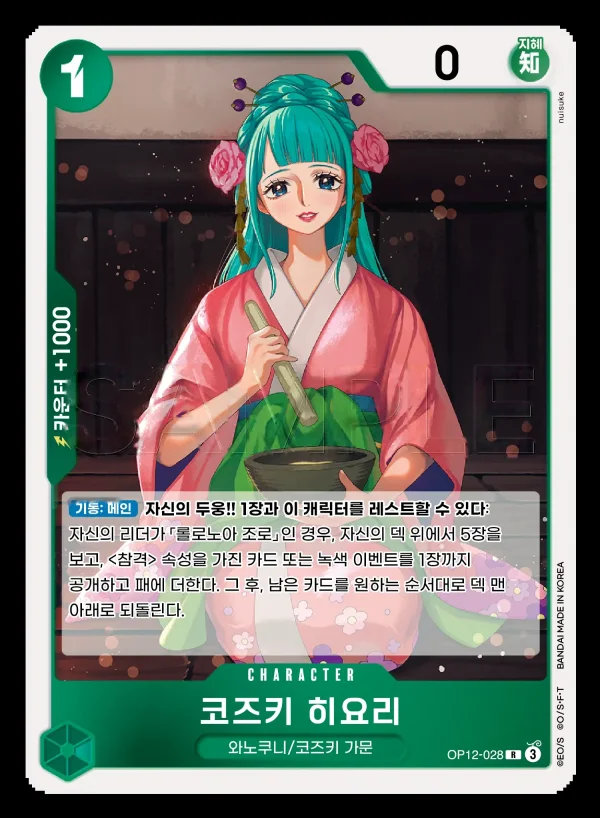 1
0
지혜
知
nuisuke
카운터 +1000
SAMPLE
기동: 메인 자신의 두웅!! 1장과 이 캐릭터를 레스트할 수 있다:
자신의 리더가 「롤로노아 조로」인 경우, 자신의 덱 위에서 5장을
보고, <참격> 속성을 가진 카드 또는 녹색 이벤트를 1장까지
공개하고 패에 더한다. 그 후, 남은 카드를 원하는 순서대로 덱 맨
아래로 되돌린다.
CHARACTER
코즈키 히요리
와노쿠니/코즈키 가문
OP12-028 R 3
©EO/S ©O/S・F・T BANDAI MADE IN KOREA